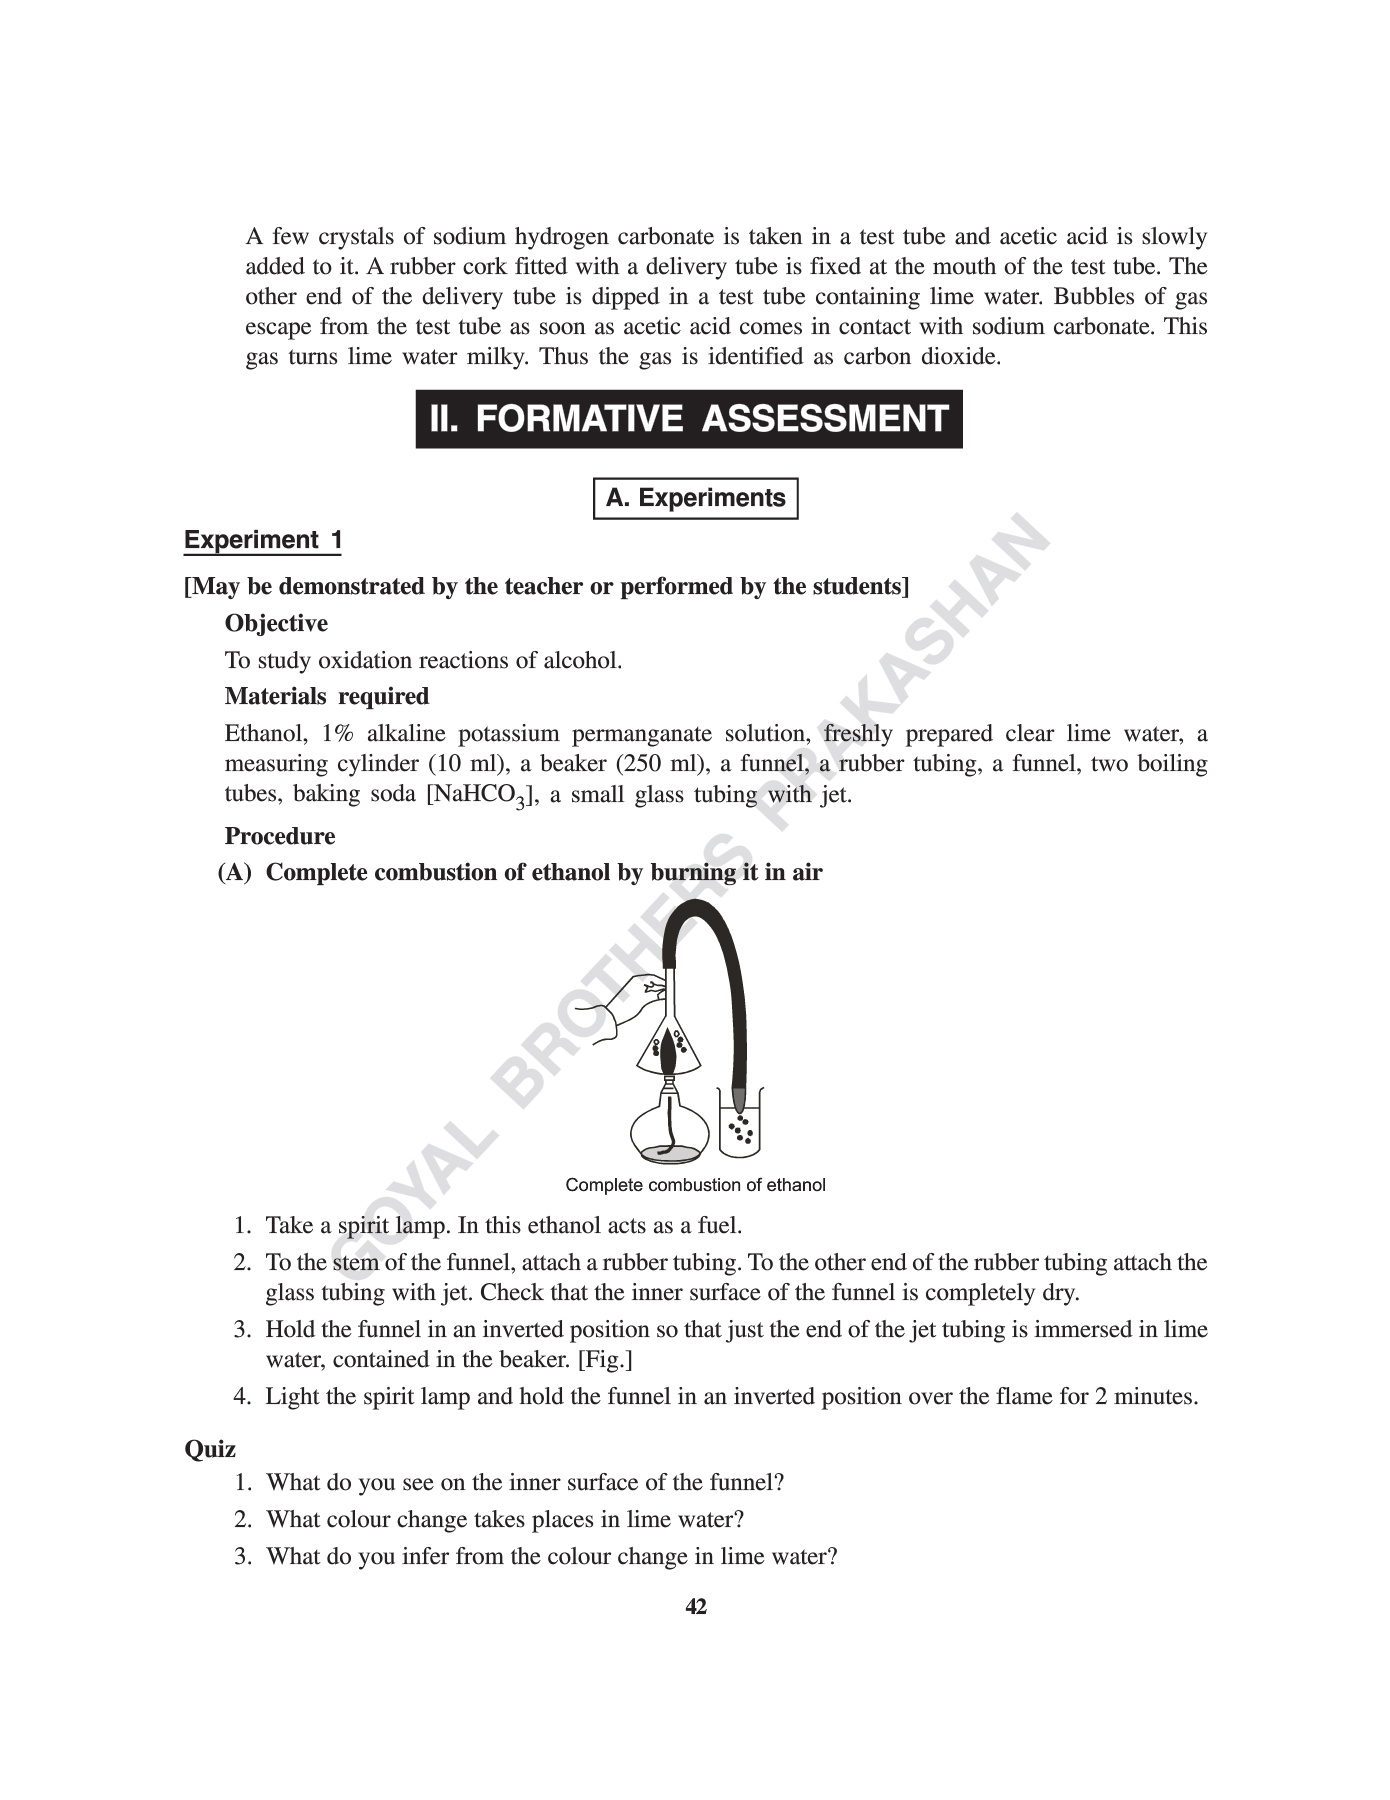 A few crystals of sodium hydrogen carbonate is taken in a test tube and acetic acid is slowly
added to it. A rubber cork fitted with a delivery tube is fixed at the mouth of the test tube. The
other end of the delivery tube is dipped in a test tube containing lime water. Bubbles of gas
escape from the test tube as soon as acetic acid comes in contact with sodium carbonate. This
gas turns lime water milky. Thus the gas is identified as carbon dioxide.
II. FORMATIVE ASSESSMENT
A. Experiments
Experiment 1
[May be demonstrated by the teacher or performed by the students]
Objective
To study oxidation reactions of alcohol.
Materials required
Ethanol, 1% alkaline potassium permanganate solution, freshly prepared clear lime water, a
measuring cylinder (10 ml), a beaker (250 ml), a funnel, a rubber tubing, a funnel, two boiling
tubes, baking soda [NaHCO₃], a small glass tubing with jet.
Procedure
(A) Complete combustion of ethanol by burning it in air
Complete combustion of ethanol
1. Take a spirit lamp. In this ethanol acts as a fuel.
2. To the stem of the funnel, attach a rubber tubing. To the other end of the rubber tubing attach the
glass tubing with jet. Check that the inner surface of the funnel is completely dry.
3. Hold the funnel in an inverted position so that just the end of the jet tubing is immersed in lime
water, contained in the beaker. [Fig.]
4. Light the spirit lamp and hold the funnel in an inverted position over the flame for 2 minutes.
Quiz
1. What do you see on the inner surface of the funnel?
2. What colour change takes places in lime water?
3. What do you infer from the colour change in lime water?
42
GOYAL BROTHERS PRAKASHAN